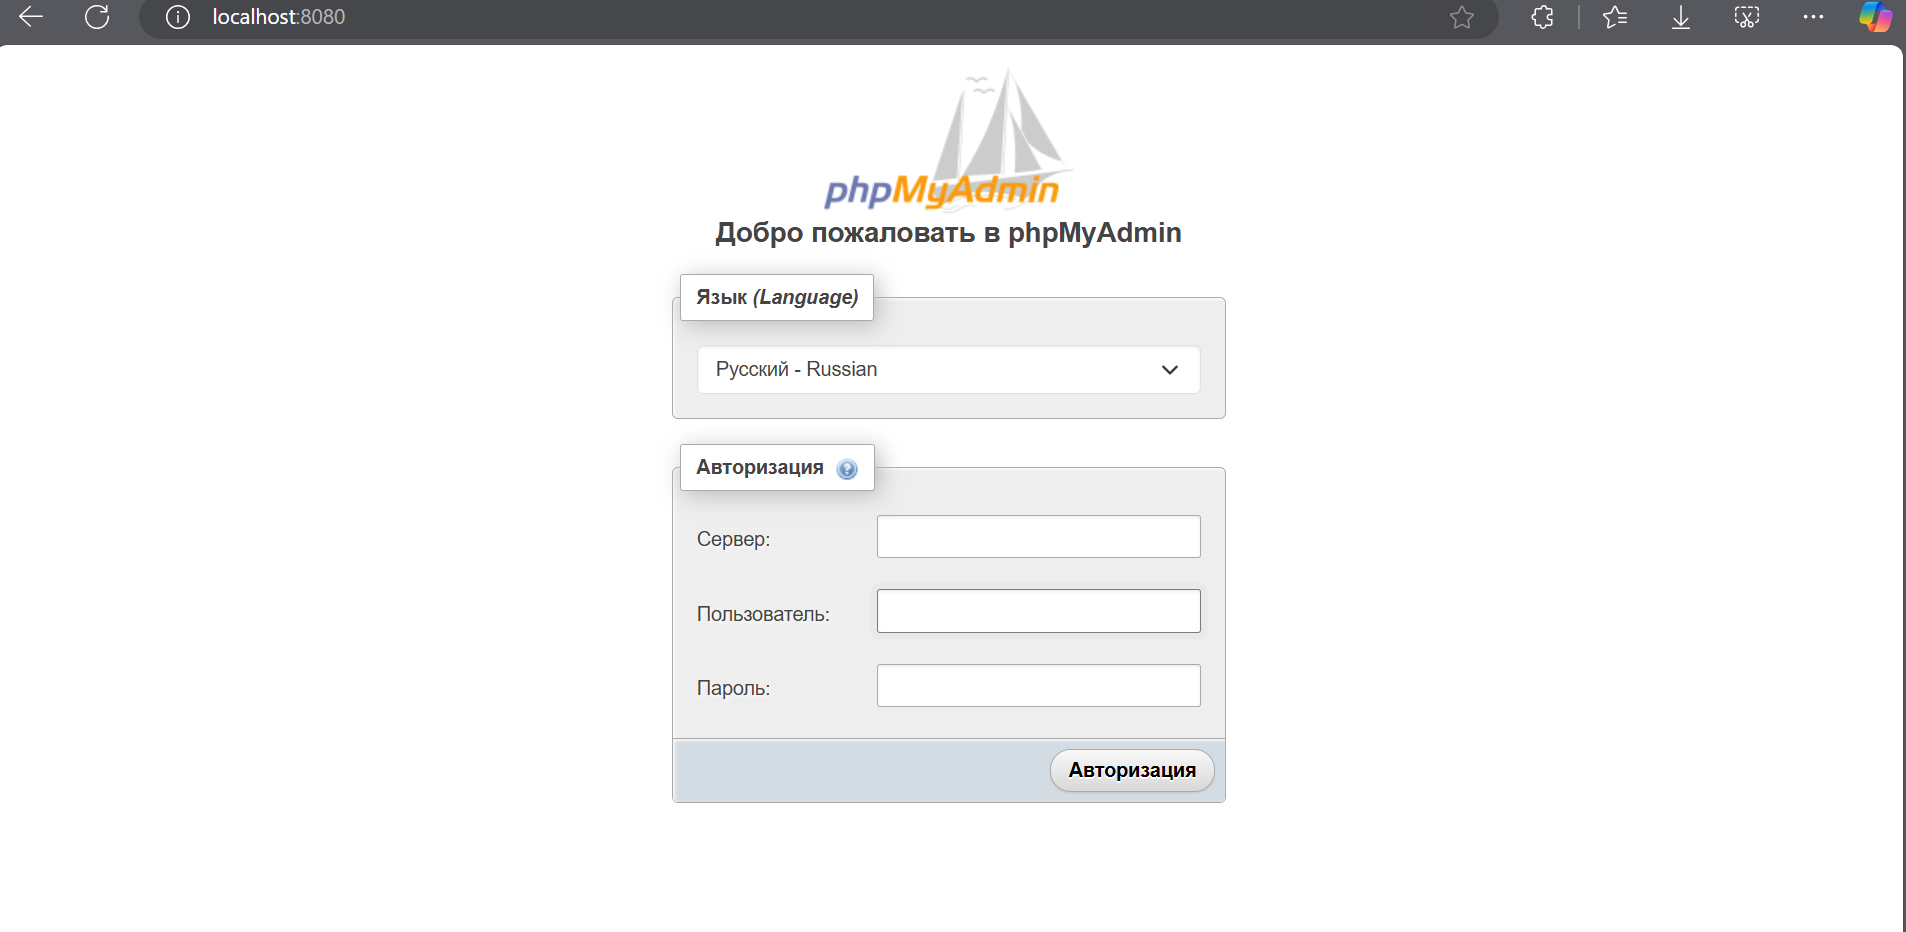 localhost:8080
phpMyAdmin
Добро пожаловать в phpMyAdmin
Язык (Language)
Русский - Russian
Авторизация
Сервер:
Пользователь:
Пароль:
Авторизация